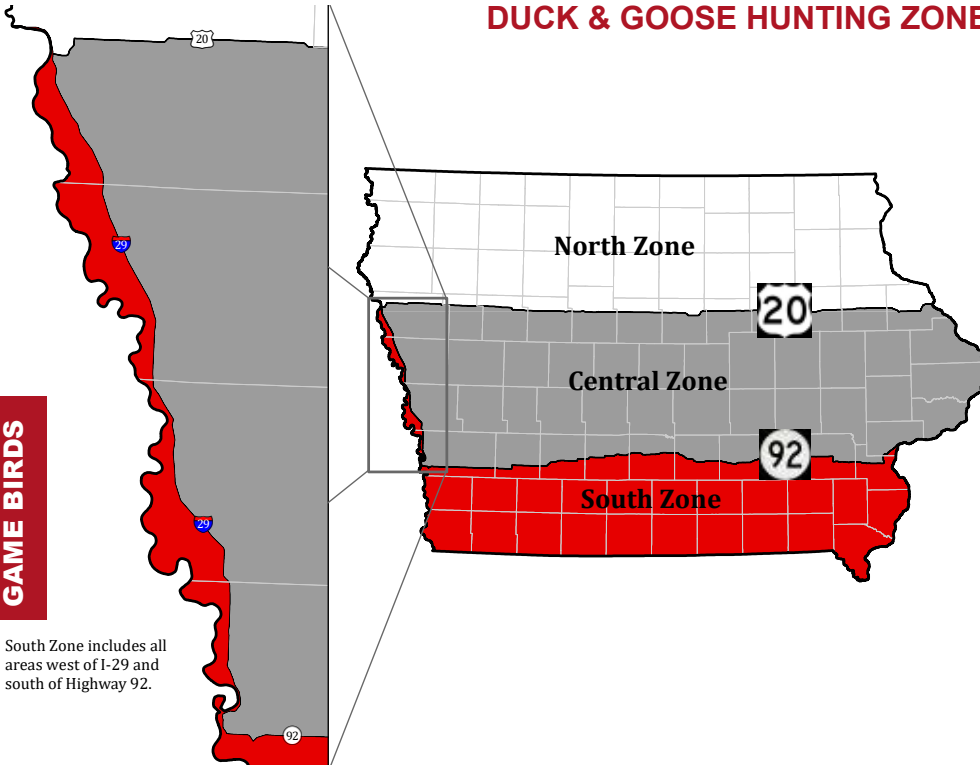 DUCK & GOOSE HUNTING ZONE
20
29
North Zone
20
Central Zone
92
South Zone
29
GAME BIRDS
South Zone includes all
areas west of I-29 and
south of Highway 92.
92